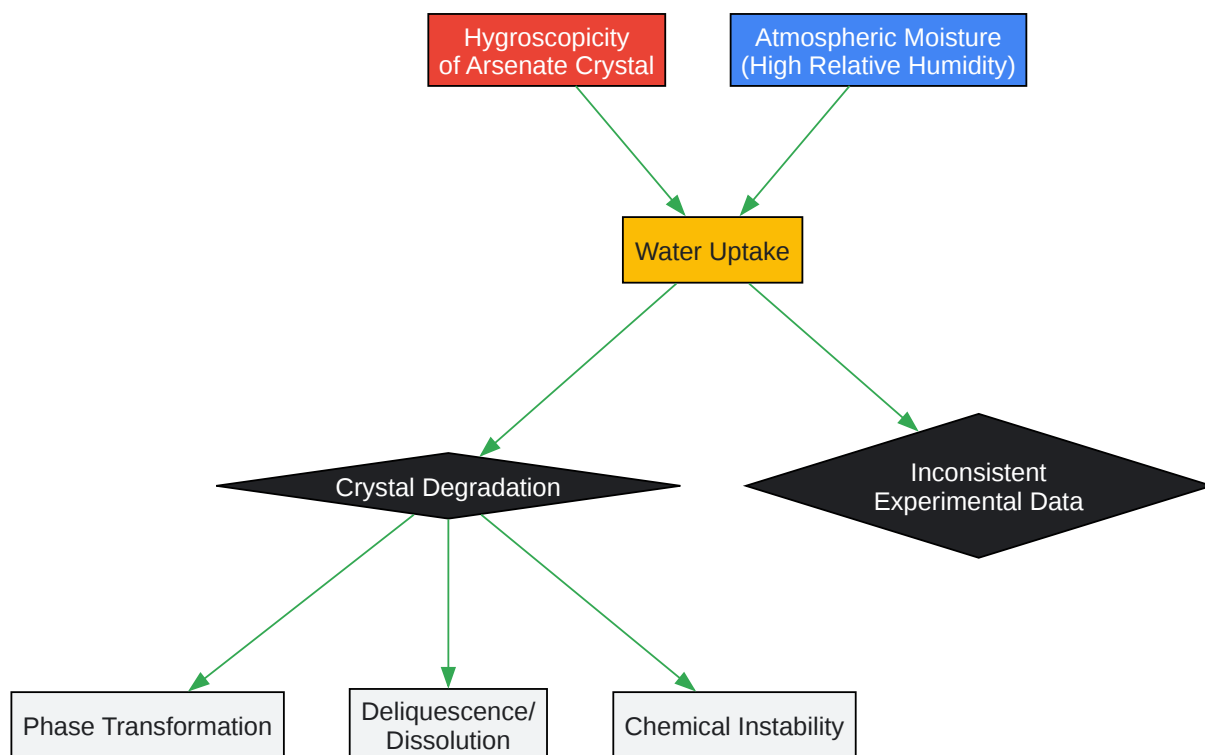 Hygroscopicity
of Arsenate Crystal
Atmospheric Moisture
(High Relative Humidity)
Water Uptake
Crystal Degradation
Inconsistent
Experimental Data
Phase Transformation
Deliquescence/
Dissolution
Chemical Instability